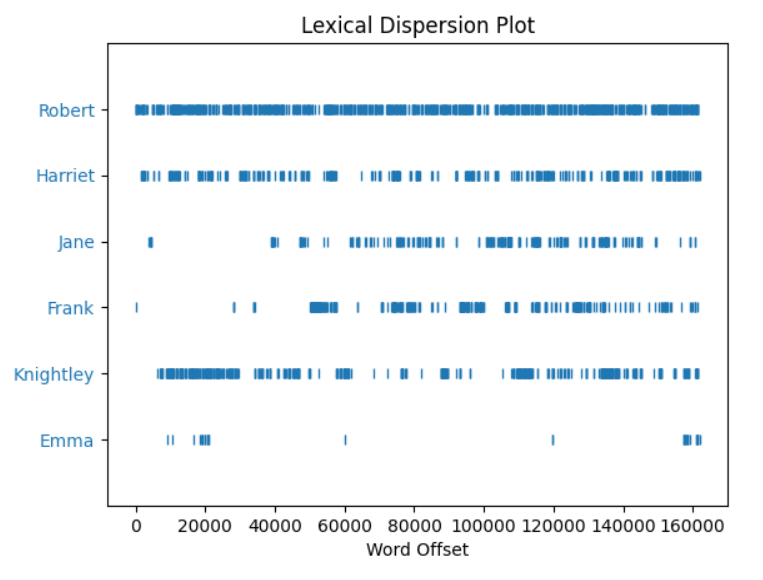 Lexical Dispersion Plot
Robert
Harriet
Jane
Frank
Knightley
Emma
0 20000 40000 60000 80000 100000 120000 140000 160000
Word Offset